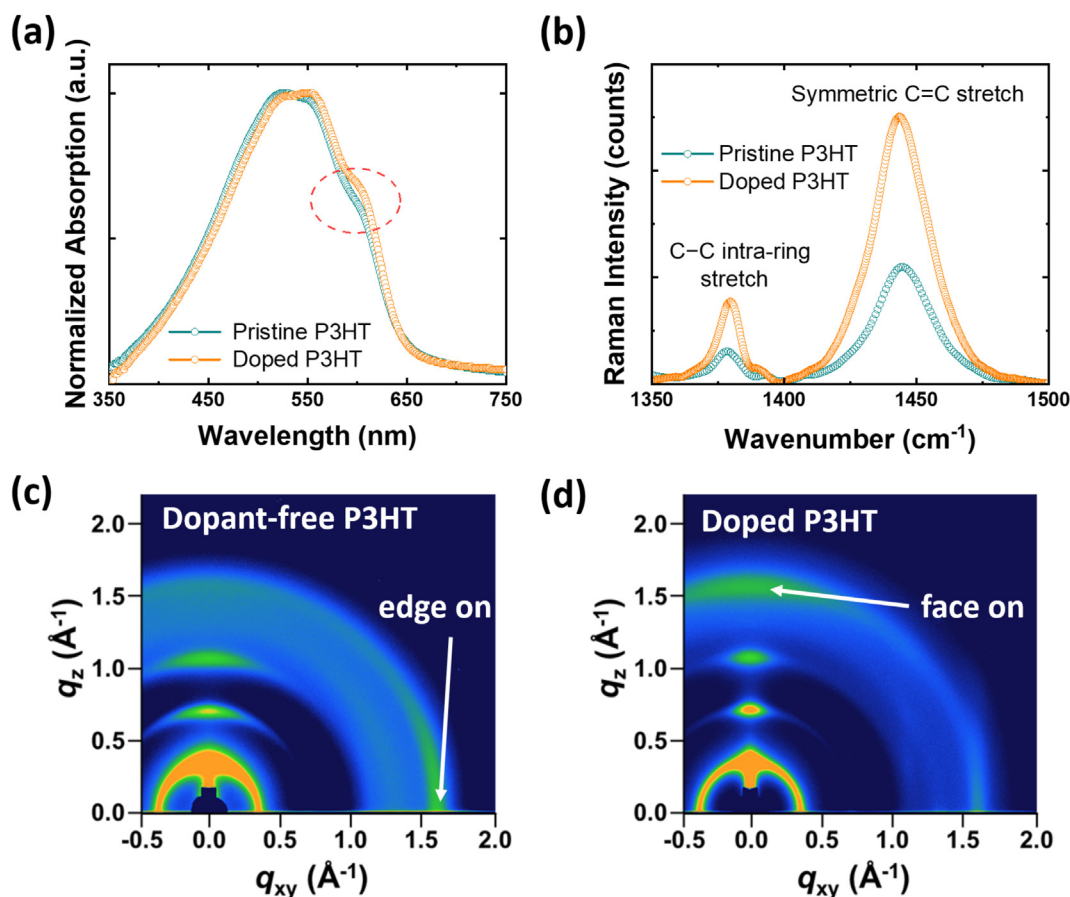 (a)
Normalized Absorption (a.u.)
Pristine P3HT
Doped P3HT
350 450 550 650 750
Wavelength (nm)
(b)
Raman Intensity (counts)
Symmetric C=C stretch
Pristine P3HT
Doped P3HT
C−C intra-ring
stretch
1350 1400 1450 1500
Wavenumber (cm⁻¹)
(c)
Dopant-free P3HT
edge on
2.0
1.5
1.0
0.5
0.0
qz (Å⁻¹)
-0.5 0.0 0.5 1.0 1.5 2.0
qxy (Å⁻¹)
(d)
Doped P3HT
face on
2.0
1.5
1.0
0.5
0.0
qz (Å⁻¹)
-0.5 0.0 0.5 1.0 1.5 2.0
qxy (Å⁻¹)